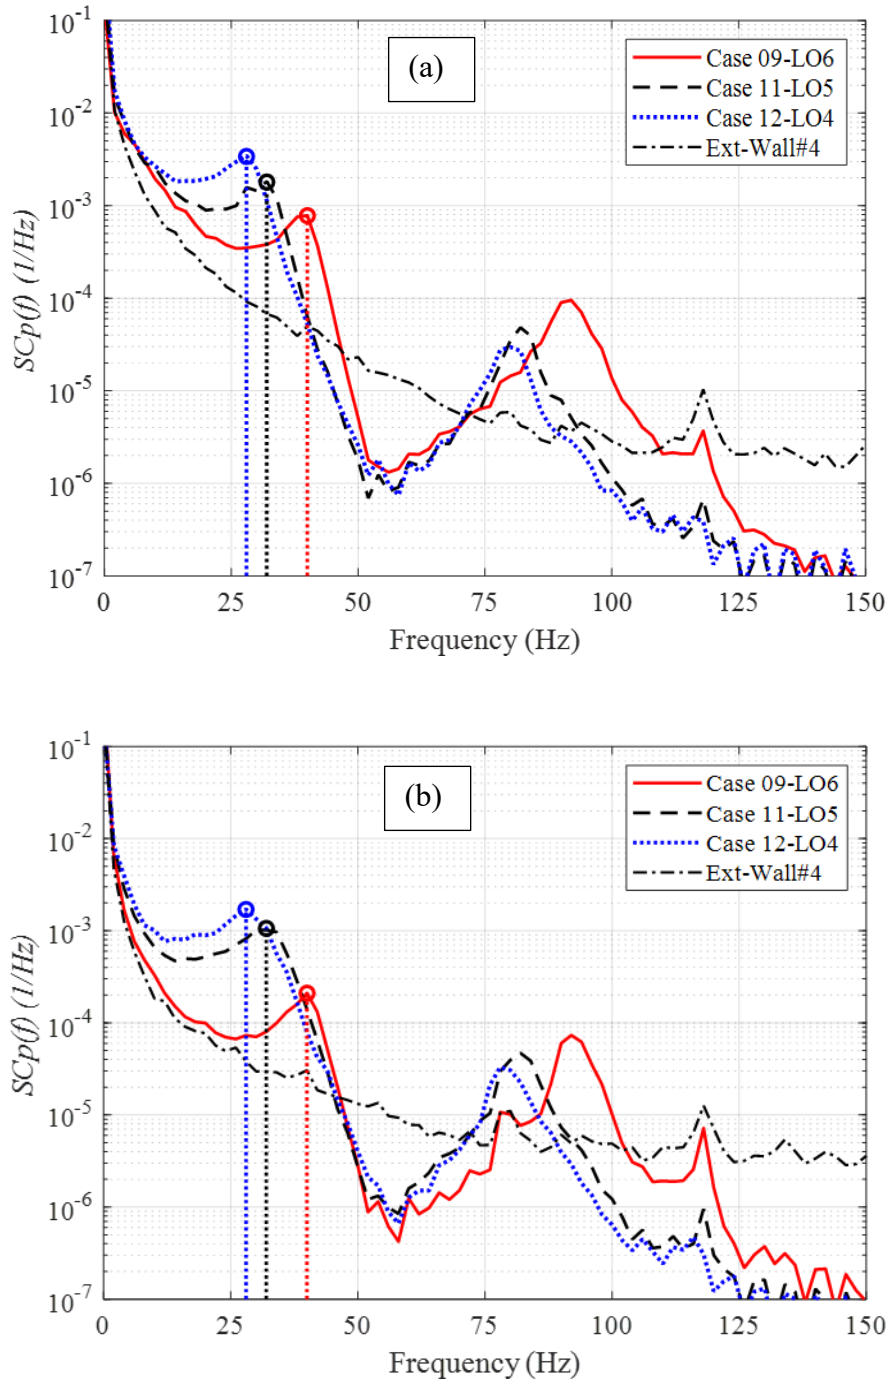 (a)
Case 09-LO6
Case 11-LO5
Case 12-LO4
Ext-Wall#4
SCp(f) (1/Hz)
10^-1
10^-2
10^-3
10^-4
10^-5
10^-6
10^-7
0 25 50 75 100 125 150
Frequency (Hz)
(b)
Case 09-LO6
Case 11-LO5
Case 12-LO4
Ext-Wall#4
SCp(f) (1/Hz)
10^-1
10^-2
10^-3
10^-4
10^-5
10^-6
10^-7
0 25 50 75 100 125 150
Frequency (Hz)